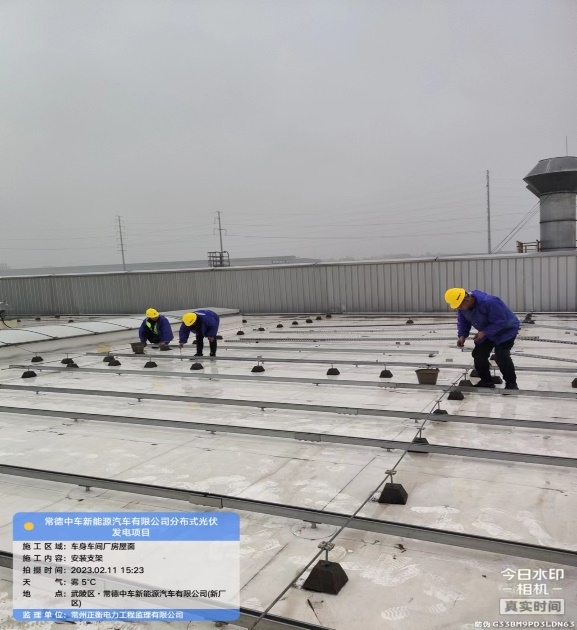 常德中车新能源汽车有限公司分布式光伏
发电项目
施工区域：车身车间厂房屋面
施工内容：安装支架
拍摄时间：2023.02.11 15:23
天气：雾 5℃
地点：武陵区·常德中车新能源汽车有限公司(新厂
区)
监理单位：常州正衡电力工程监理有限公司
今日水印
相机
真实时间
防伪 G33BM9PD3LDN63